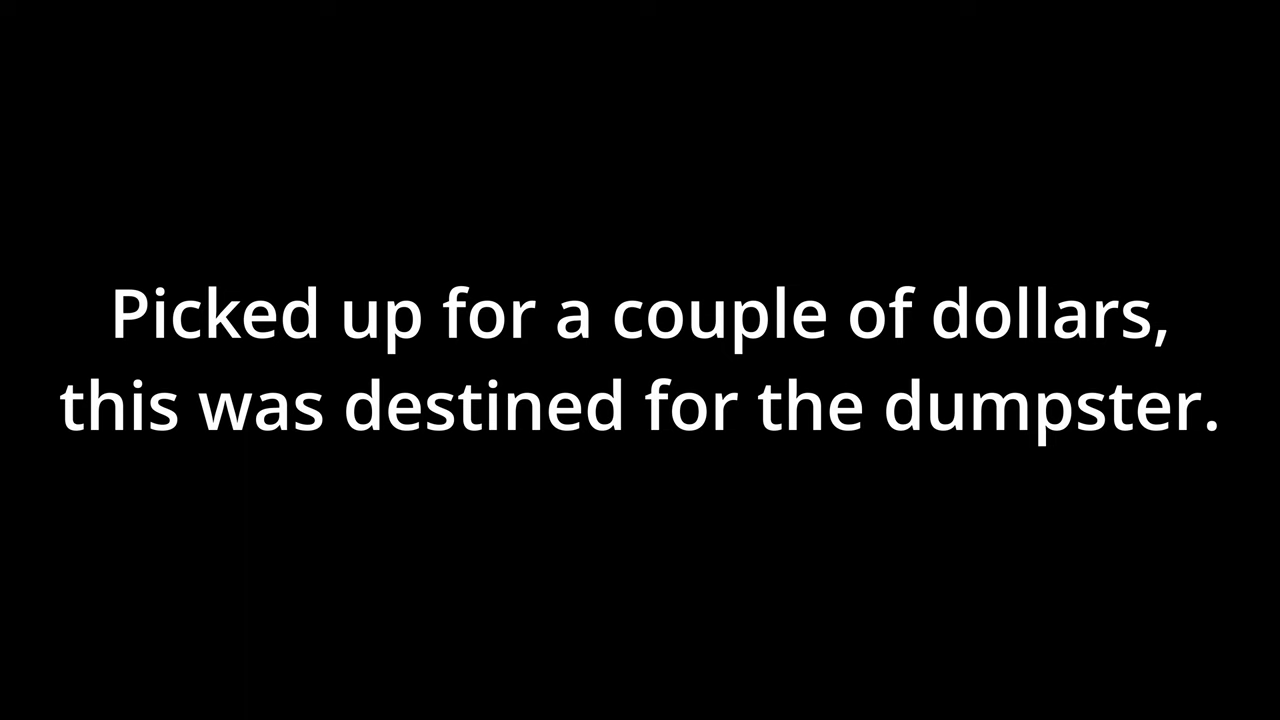 Picked up for a couple of dollars,
this was destined for the dumpster.